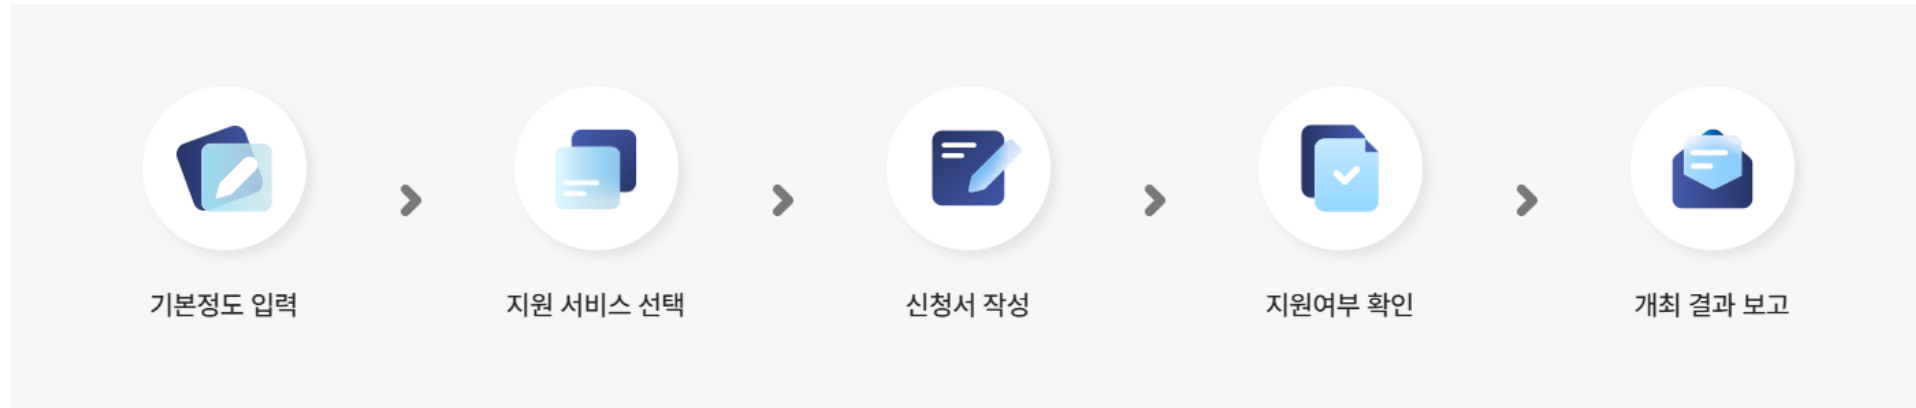 기본정도 입력
지원 서비스 선택
신청서 작성
지원여부 확인
개최 결과 보고